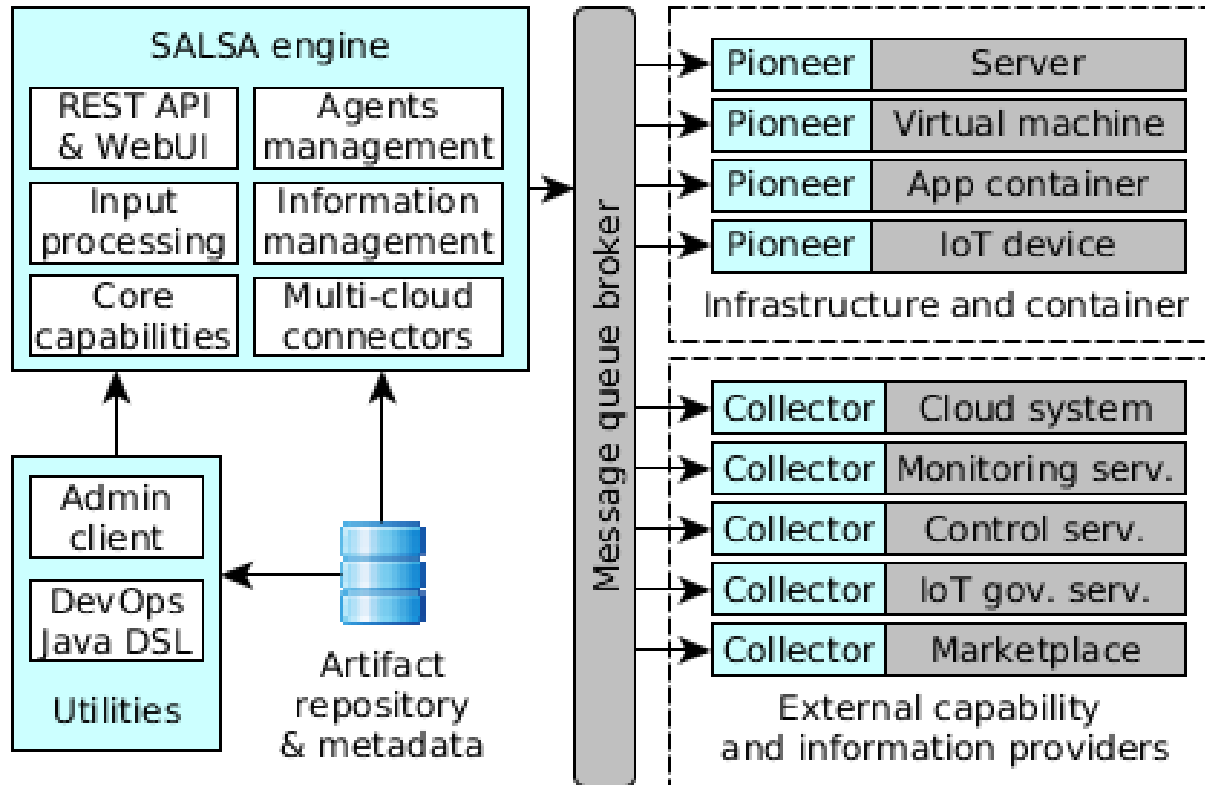 SALSA engine
REST API
& WebUI
Agents
management
Input
processing
Information
management
Core
capabilities
Multi-cloud
connectors
Admin
client
DevOps
Java DSL
Utilities
Artifact
repository
& metadata
Message queue broker
Pioneer Server
Pioneer Virtual machine
Pioneer App container
Pioneer IoT device
Infrastructure and container
Collector Cloud system
Collector Monitoring serv.
Collector Control serv.
Collector IoT gov. serv.
Collector Marketplace
External capability
and information providers